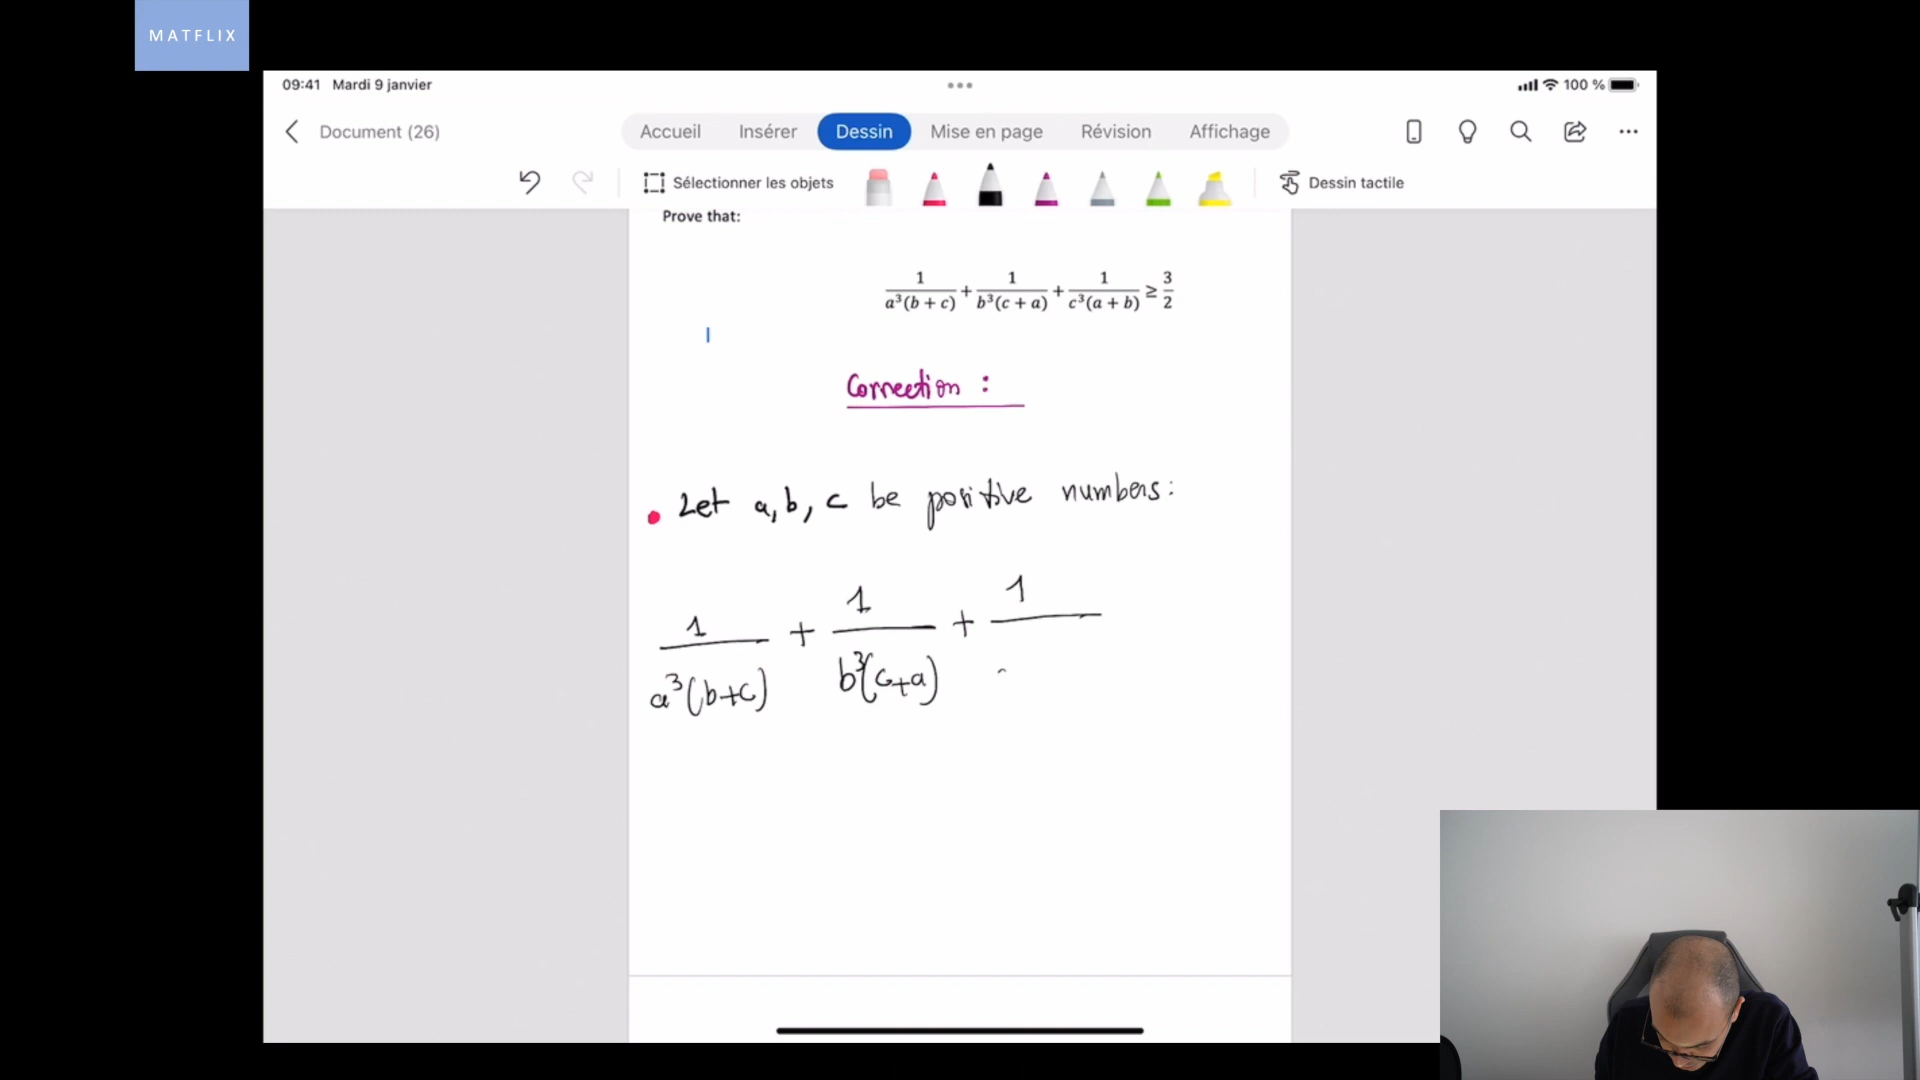 MATFLIX
09:41 Mardi 9 janvier
100 %
Document (26)
Accueil Insérer Dessin Mise en page Révision Affichage
Sélectionner les objets
Dessin tactile
Prove that:
1/(a³(b + c)) + 1/(b³(c + a)) + 1/(c³(a + b)) ≥ 3/2
Correction :
• Let a, b, c be positive numbers:
1/(a³(b+c)) + 1/(b³(c+a)) + 1/